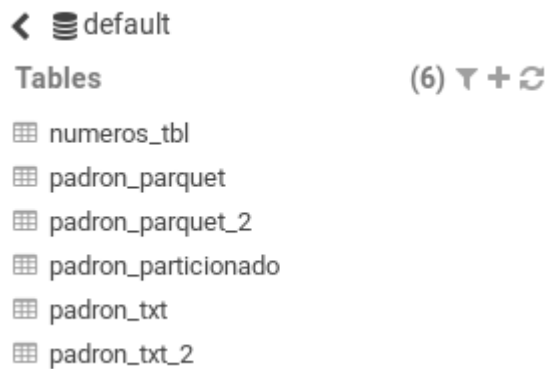 default
Tables (6)
numeros_tbl
padron_parquet
padron_parquet_2
padron_particionado
padron_txt
padron_txt_2